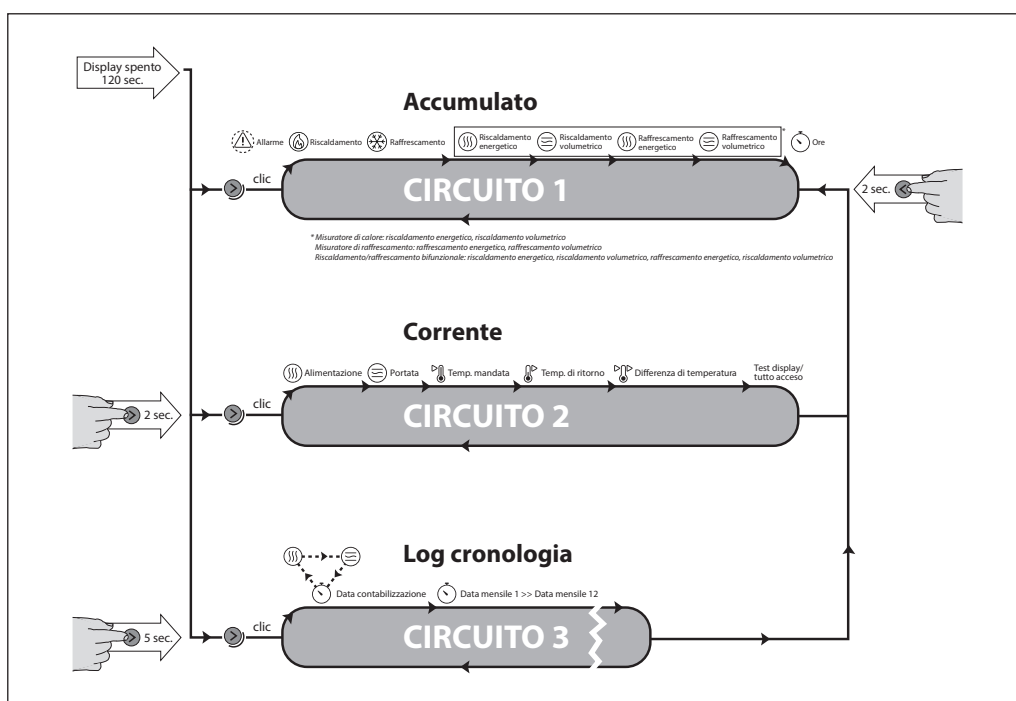 Display spento
120 sec.
Accumulato
Allarme
Riscaldamento
Raffrescamento
Riscaldamento
energetico
Riscaldamento
volumetrico
Raffrescamento
energetico
Raffrescamento
volumetrico
*
Ore
clic
CIRCUITO 1
2 sec.
* Misuratore di calore: riscaldamento energetico, riscaldamento volumetrico
Misuratore di raffrescamento: raffrescamento energetico, raffrescamento volumetrico
Riscaldamento/raffrescamento bifunzionale: riscaldamento energetico, riscaldamento volumetrico, raffrescamento energetico, riscaldamento volumetrico
Corrente
Alimentazione
Portata
Temp. mandata
Temp. di ritorno
Differenza di temperatura
Test display/
tutto acceso
2 sec.
clic
CIRCUITO 2
Log cronologia
Data contabilizzazione
Data mensile 1 >> Data mensile 12
5 sec.
clic
CIRCUITO 3